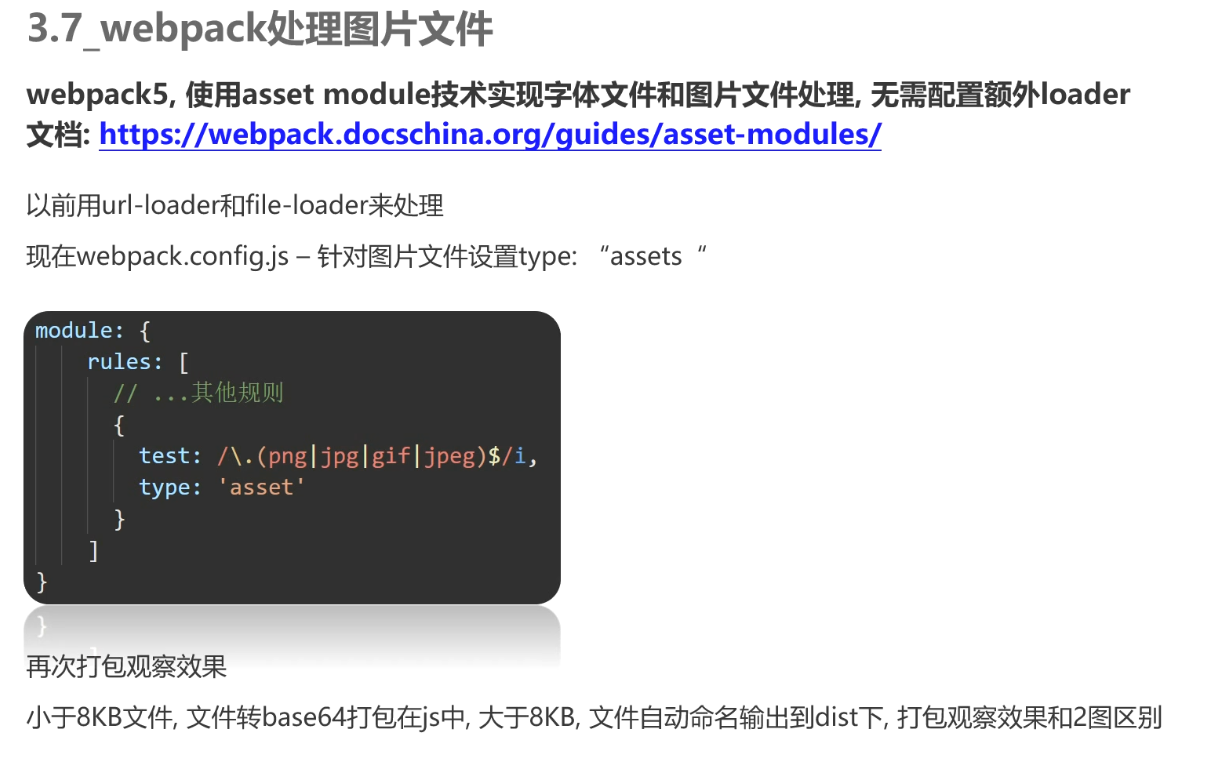 3.7_webpack处理图片文件
webpack5, 使用asset module技术实现字体文件和图片文件处理, 无需配置额外loader
文档: https://webpack.docschina.org/guides/asset-modules/
以前用url-loader和file-loader来处理
现在webpack.config.js – 针对图片文件设置type: “assets “
module: {
rules: [
// ...其他规则
{
test: /\.(png|jpg|gif|jpeg)$/i,
type: 'asset'
}
]
}
再次打包观察效果
小于8KB文件, 文件转base64打包在js中, 大于8KB, 文件自动命名输出到dist下, 打包观察效果和2图区别